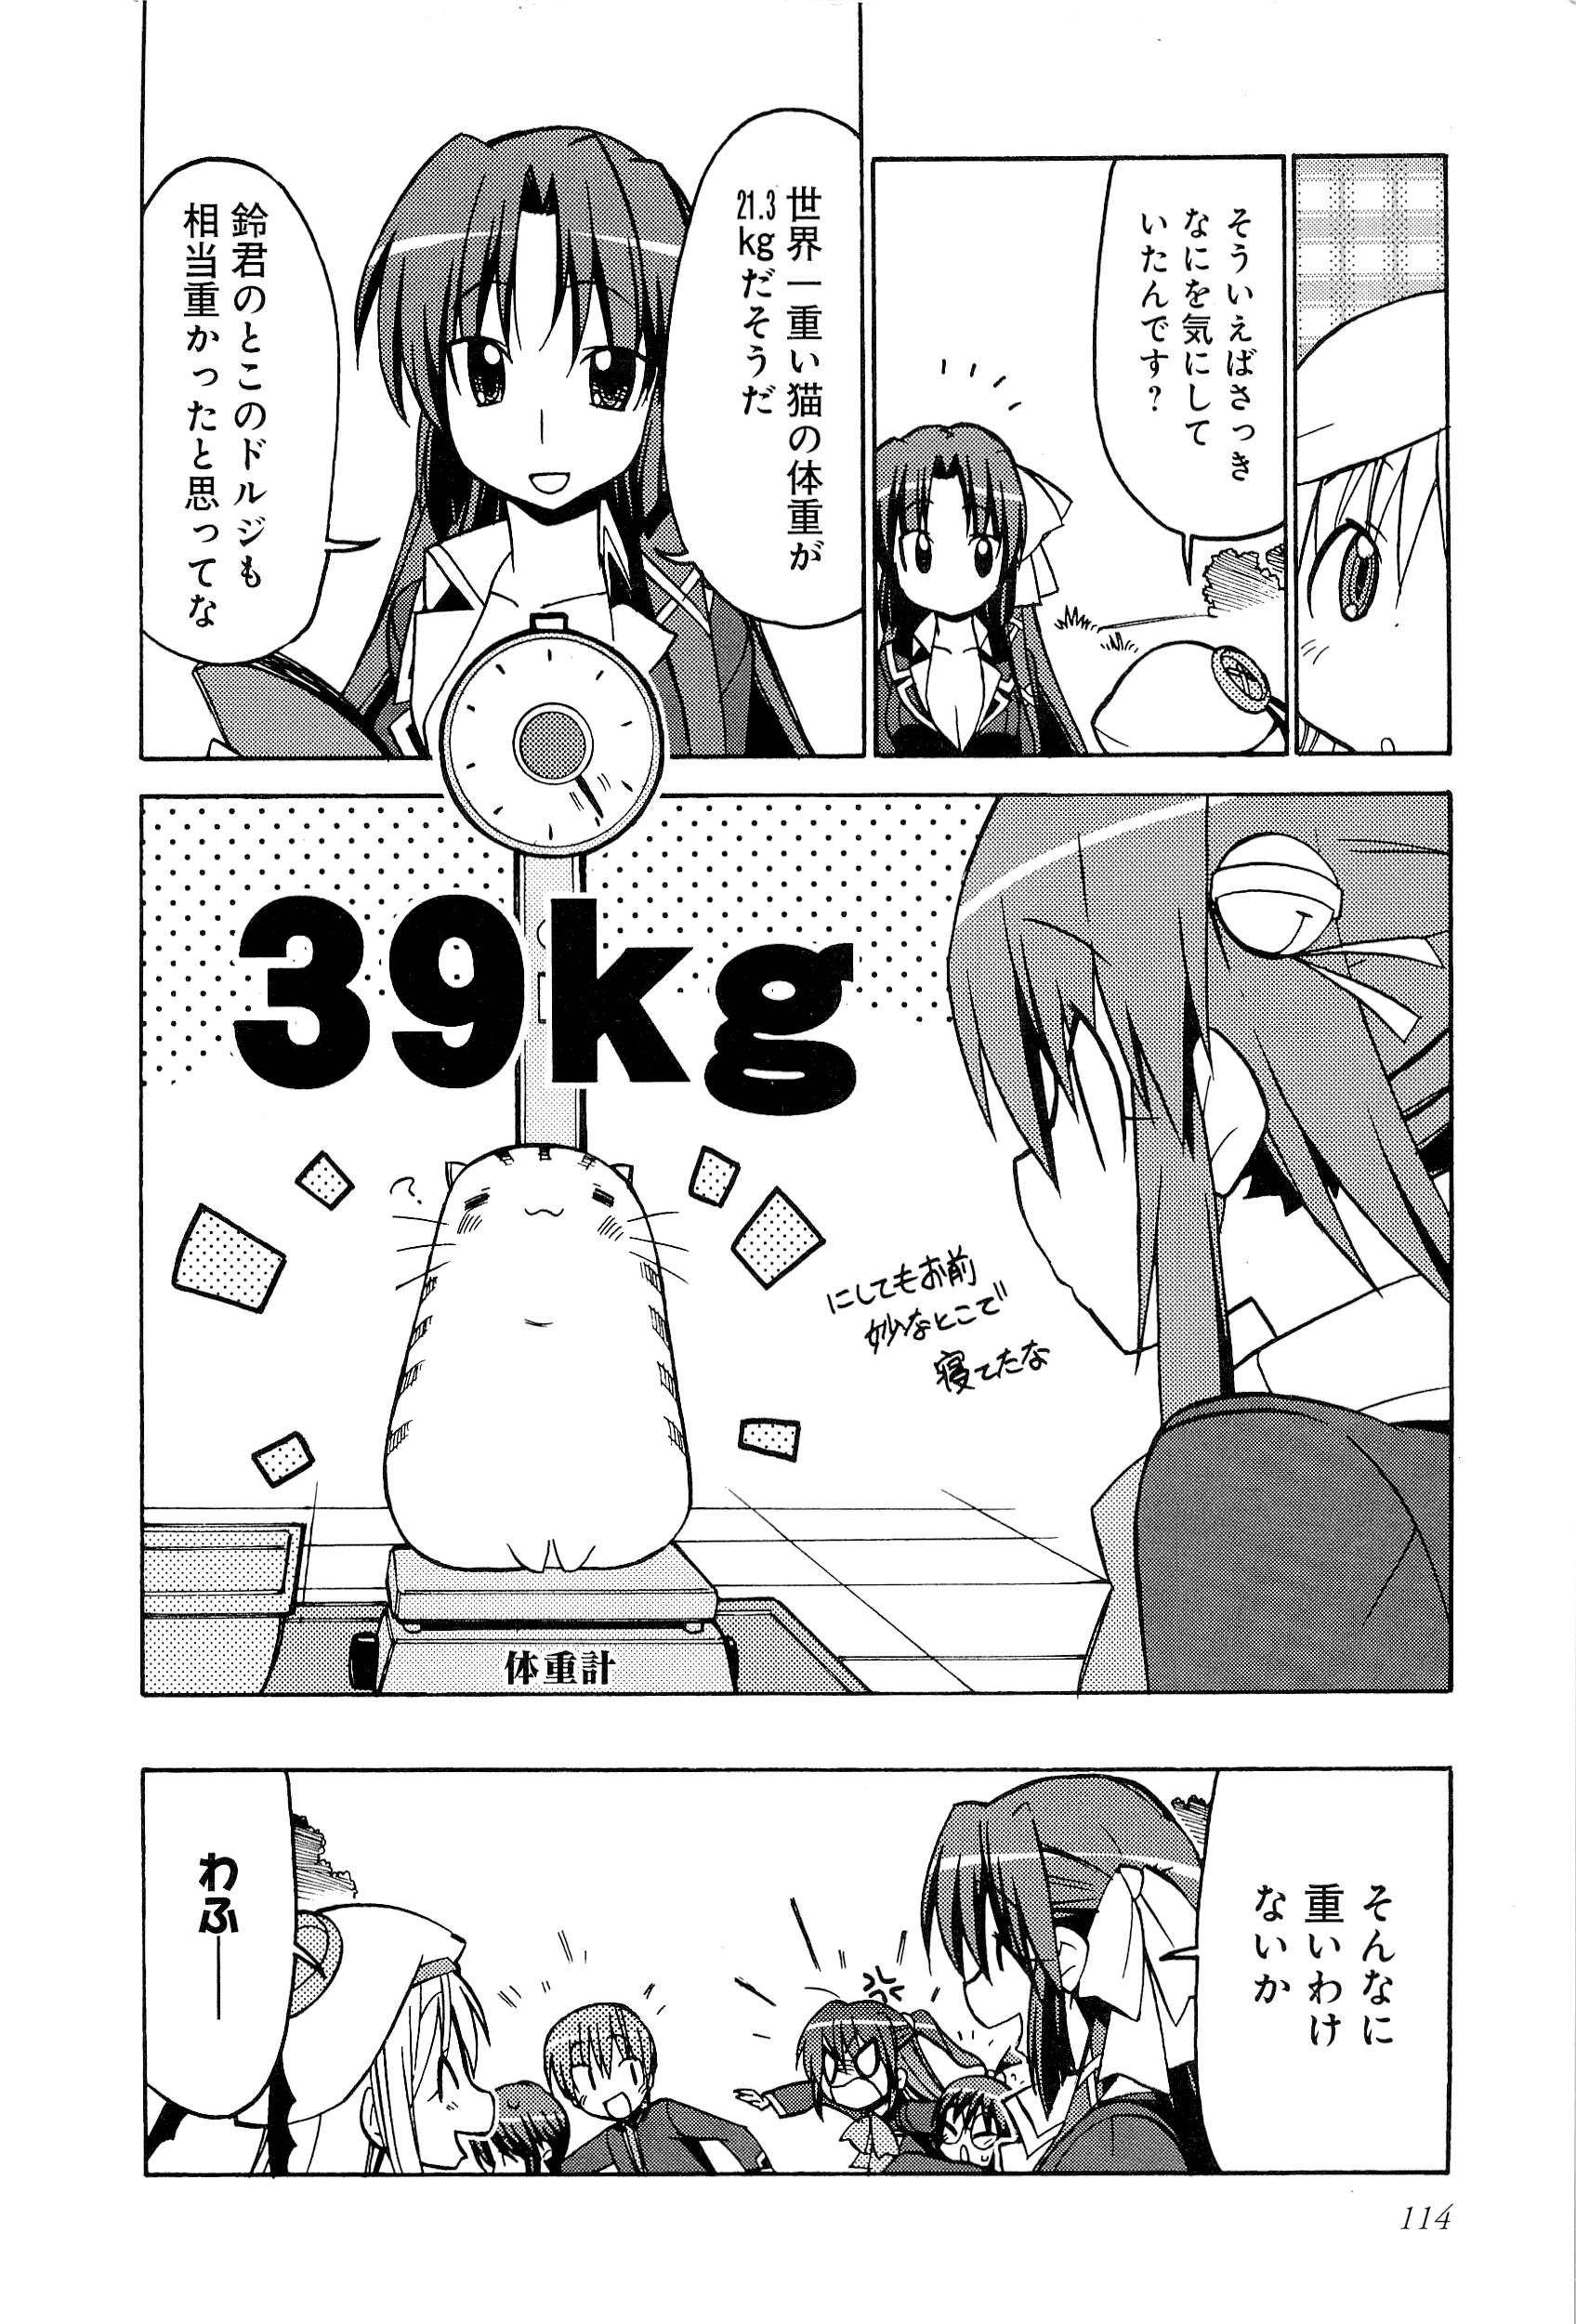 そういえばさっき
なにを気にして
いたんです?
世界一重い猫の体重が
21.3kgだそうだ
鈴君のとこのドルジも
相当重かったと思ってな
39kg
?
にしてもお前
妙なとこで
寝てたな
体重計
そんなに
重いわけ
ないか
わふーーー
114